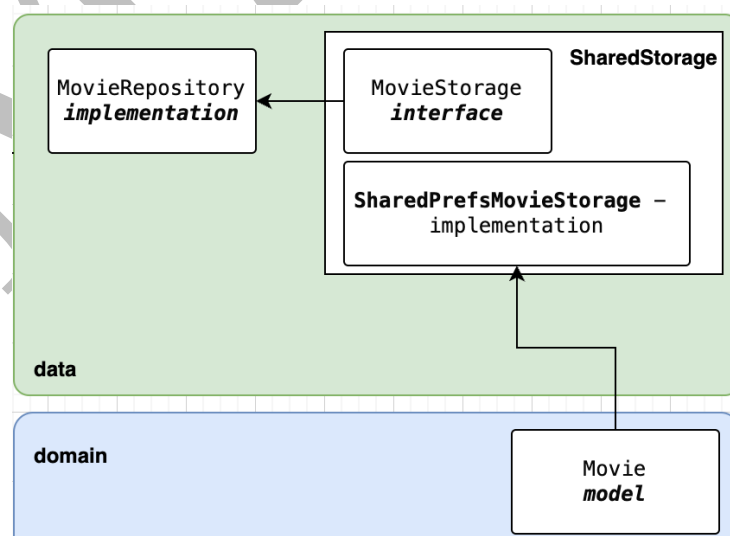 SharedStorage
MovieRepository
implementation
MovieStorage
interface
SharedPrefsMovieStorage –
implementation
data
domain
Movie
model